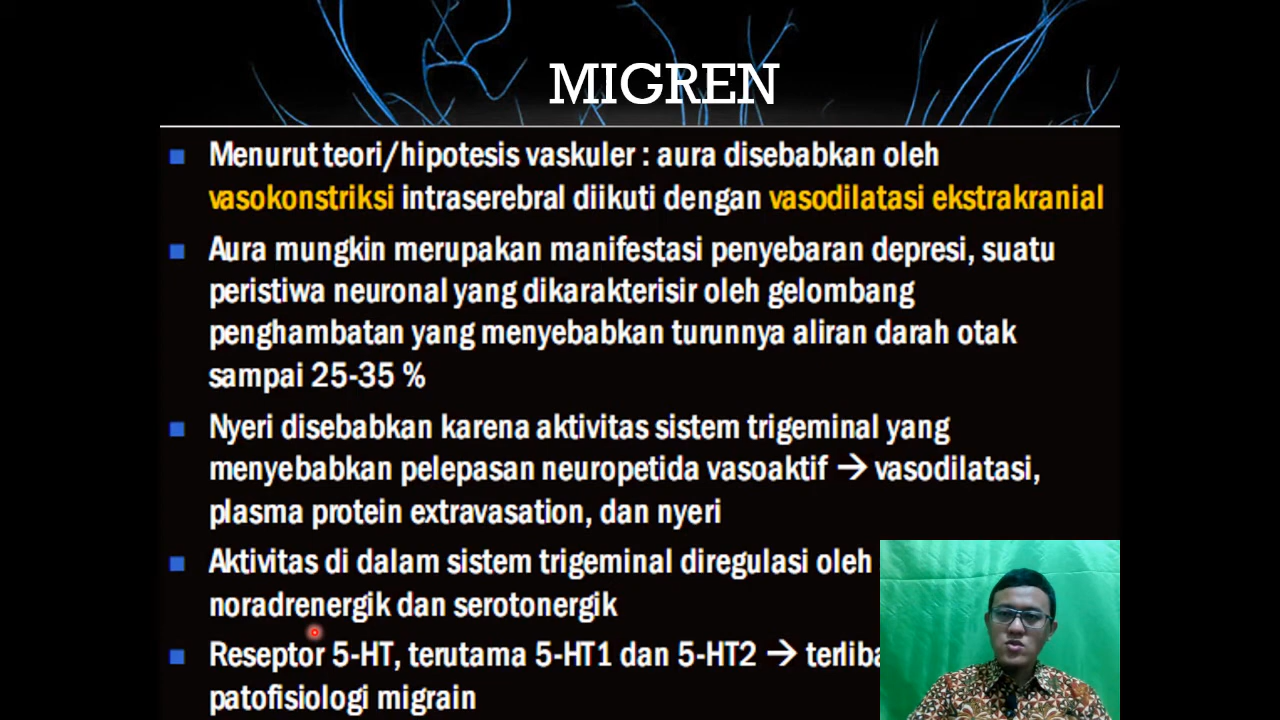 MIGREN
Menurut teori/hipotesis vaskuler : aura disebabkan oleh
vasokonstriksi intraserebral diikuti dengan vasodilatasi ekstrakranial
Aura mungkin merupakan manifestasi penyebaran depresi, suatu
peristiwa neuronal yang dikarakterisir oleh gelombang
penghambatan yang menyebabkan turunnya aliran darah otak
sampai 25-35 %
Nyeri disebabkan karena aktivitas sistem trigeminal yang
menyebabkan pelepasan neuropetida vasoaktif → vasodilatasi,
plasma protein extravasation, dan nyeri
Aktivitas di dalam sistem trigeminal diregulasi oleh
noradrenergik dan serotonergik
Reseptor 5-HT, terutama 5-HT1 dan 5-HT2 →
patofisiologi migrain